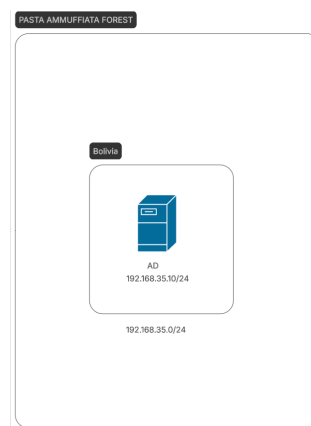 PASTA AMMUFFIATA FOREST
Bolivia
AD
192.168.35.10/24
192.168.35.0/24